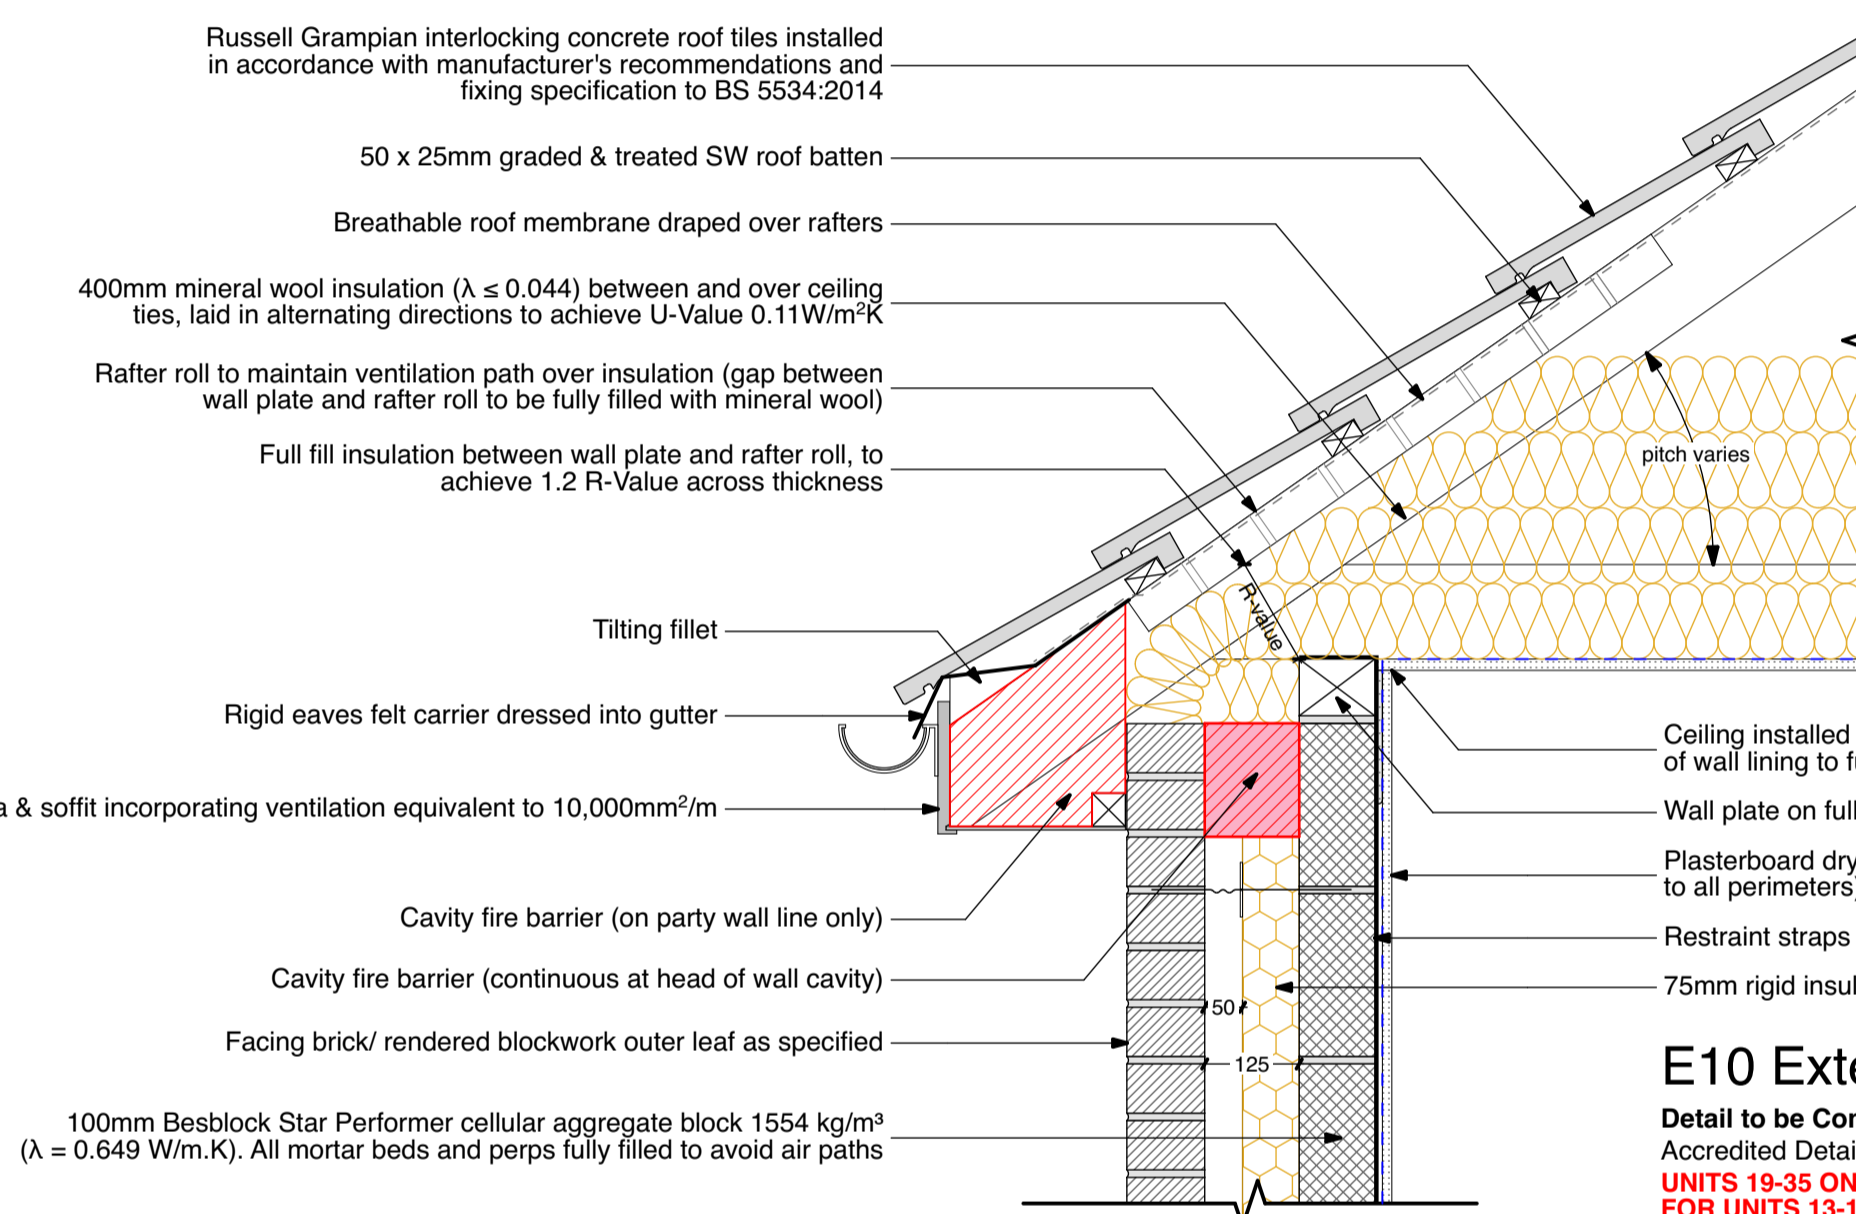 Russell Grampian interlocking concrete roof tiles installed
in accordance with manufacturer's recommendations and
fixing specification to BS 5534:2014
50 x 25mm graded & treated SW roof batten
Breathable roof membrane draped over rafters
400mm mineral wool insulation (λ ≤ 0.044) between and over ceiling
ties, laid in alternating directions to achieve U-Value 0.11W/m²K
Rafter roll to maintain ventilation path over insulation (gap between
wall plate and rafter roll to be fully filled with mineral wool)
Full fill insulation between wall plate and rafter roll, to
achieve 1.2 R-Value across thickness
pitch varies
R-value
Tilting fillet
Rigid eaves felt carrier dressed into gutter
& soffit incorporating ventilation equivalent to 10,000mm²/m
Cavity fire barrier (on party wall line only)
Cavity fire barrier (continuous at head of wall cavity)
Facing brick/ rendered blockwork outer leaf as specified
100mm Besblock Star Performer cellular aggregate block 1554 kg/m³
(λ = 0.649 W/m.K). All mortar beds and perps fully filled to avoid air paths
50
125
Ceiling installed
of wall lining to
Wall plate on full
Plasterboard dry
to all perimeters
Restraint straps
75mm rigid
E10
Detail to be
Accredited
UNITS 19-35
FOR UNITS